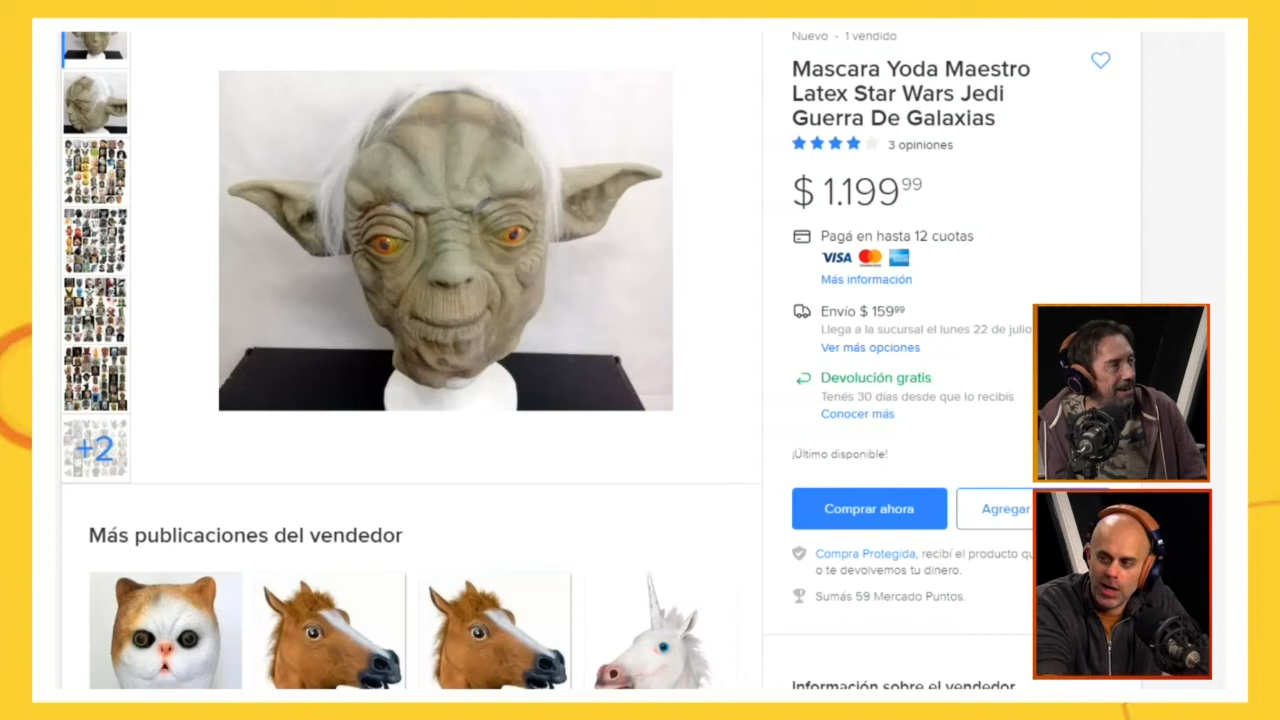 Nuevo - 1 vendido
Mascara Yoda Maestro
Latex Star Wars Jedi
Guerra De Galaxias
3 opiniones
$ 1.199 99
Pagá en hasta 12 cuotas
VISA
Más información
Envío $ 159 99
Llega a la sucursal el lunes 22 de julio
Ver más opciones
Devolución gratis
Tenés 30 días desde que lo recibís
Conocer más
¡Último disponible!
Comprar ahora
Agregar
Compra Protegida, recibí el producto qu
o te devolvemos tu dinero.
Sumás 59 Mercado Puntos.
Información sobre el vendedor
+2
Más publicaciones del vendedor